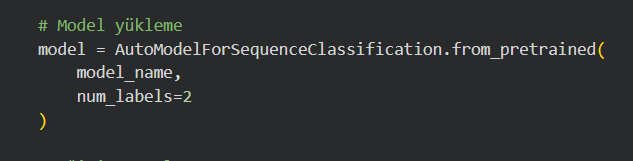 # Model yükleme
model = AutoModelForSequenceClassification.from_pretrained(
    model_name,
    num_labels=2
)